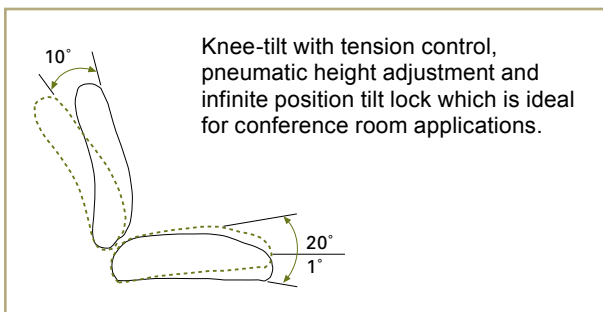 10˚
Knee-tilt with tension control,
pneumatic height adjustment and
infinite position tilt lock which is ideal
for conference room applications.
20˚
1˚